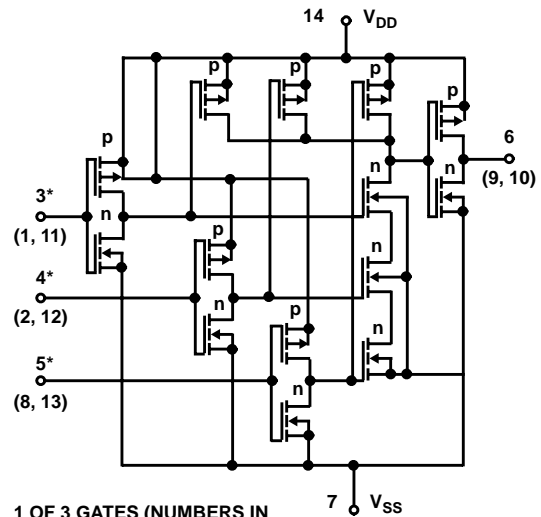 14 V_DD
p p p
p p 6
3* n n (9, 10)
(1, 11) n p
4* n n
(2, 12) p n
5* n
(8, 13) n
7 V_SS
1 OF 3 GATES (NUMBERS IN